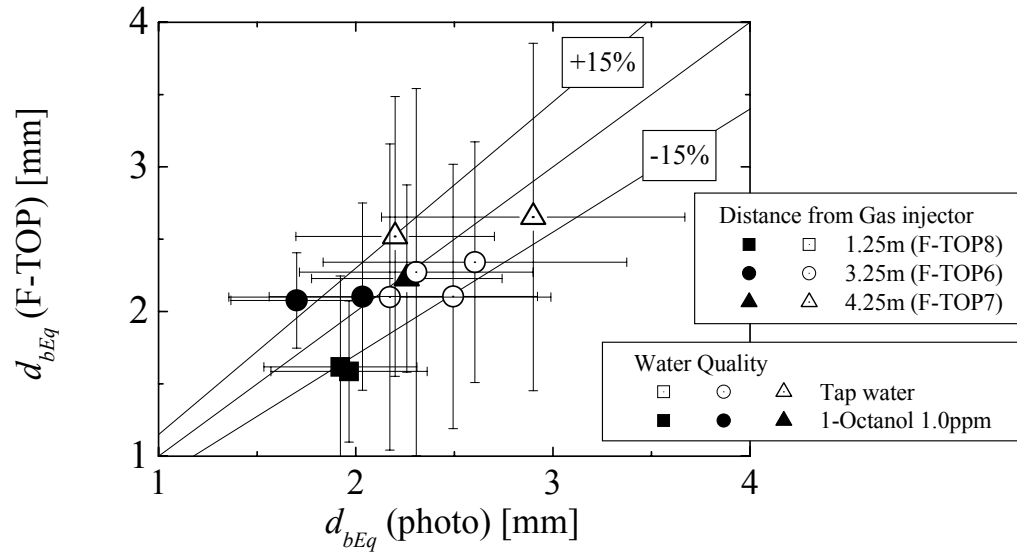 4
3
2
1
d_bEq (F-TOP) [mm]
+15%
-15%
Distance from Gas injector
1.25m (F-TOP8)
3.25m (F-TOP6)
4.25m (F-TOP7)
Water Quality
Tap water
1-Octanol 1.0ppm
1 2 3 4
d_bEq (photo) [mm]